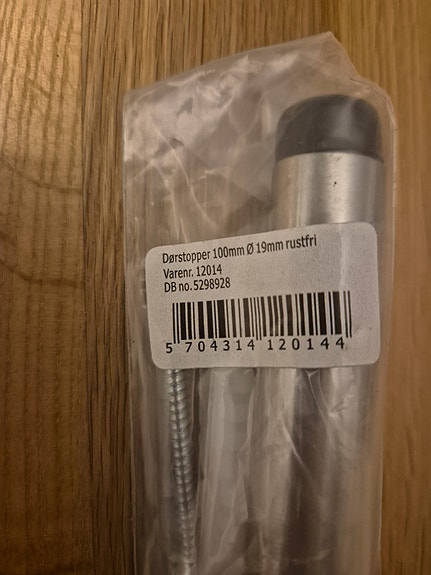 Dørstopper 100mm Ø 19mm rustfri
Varenr. 12014
DB no. 5298928
5 704314 120144